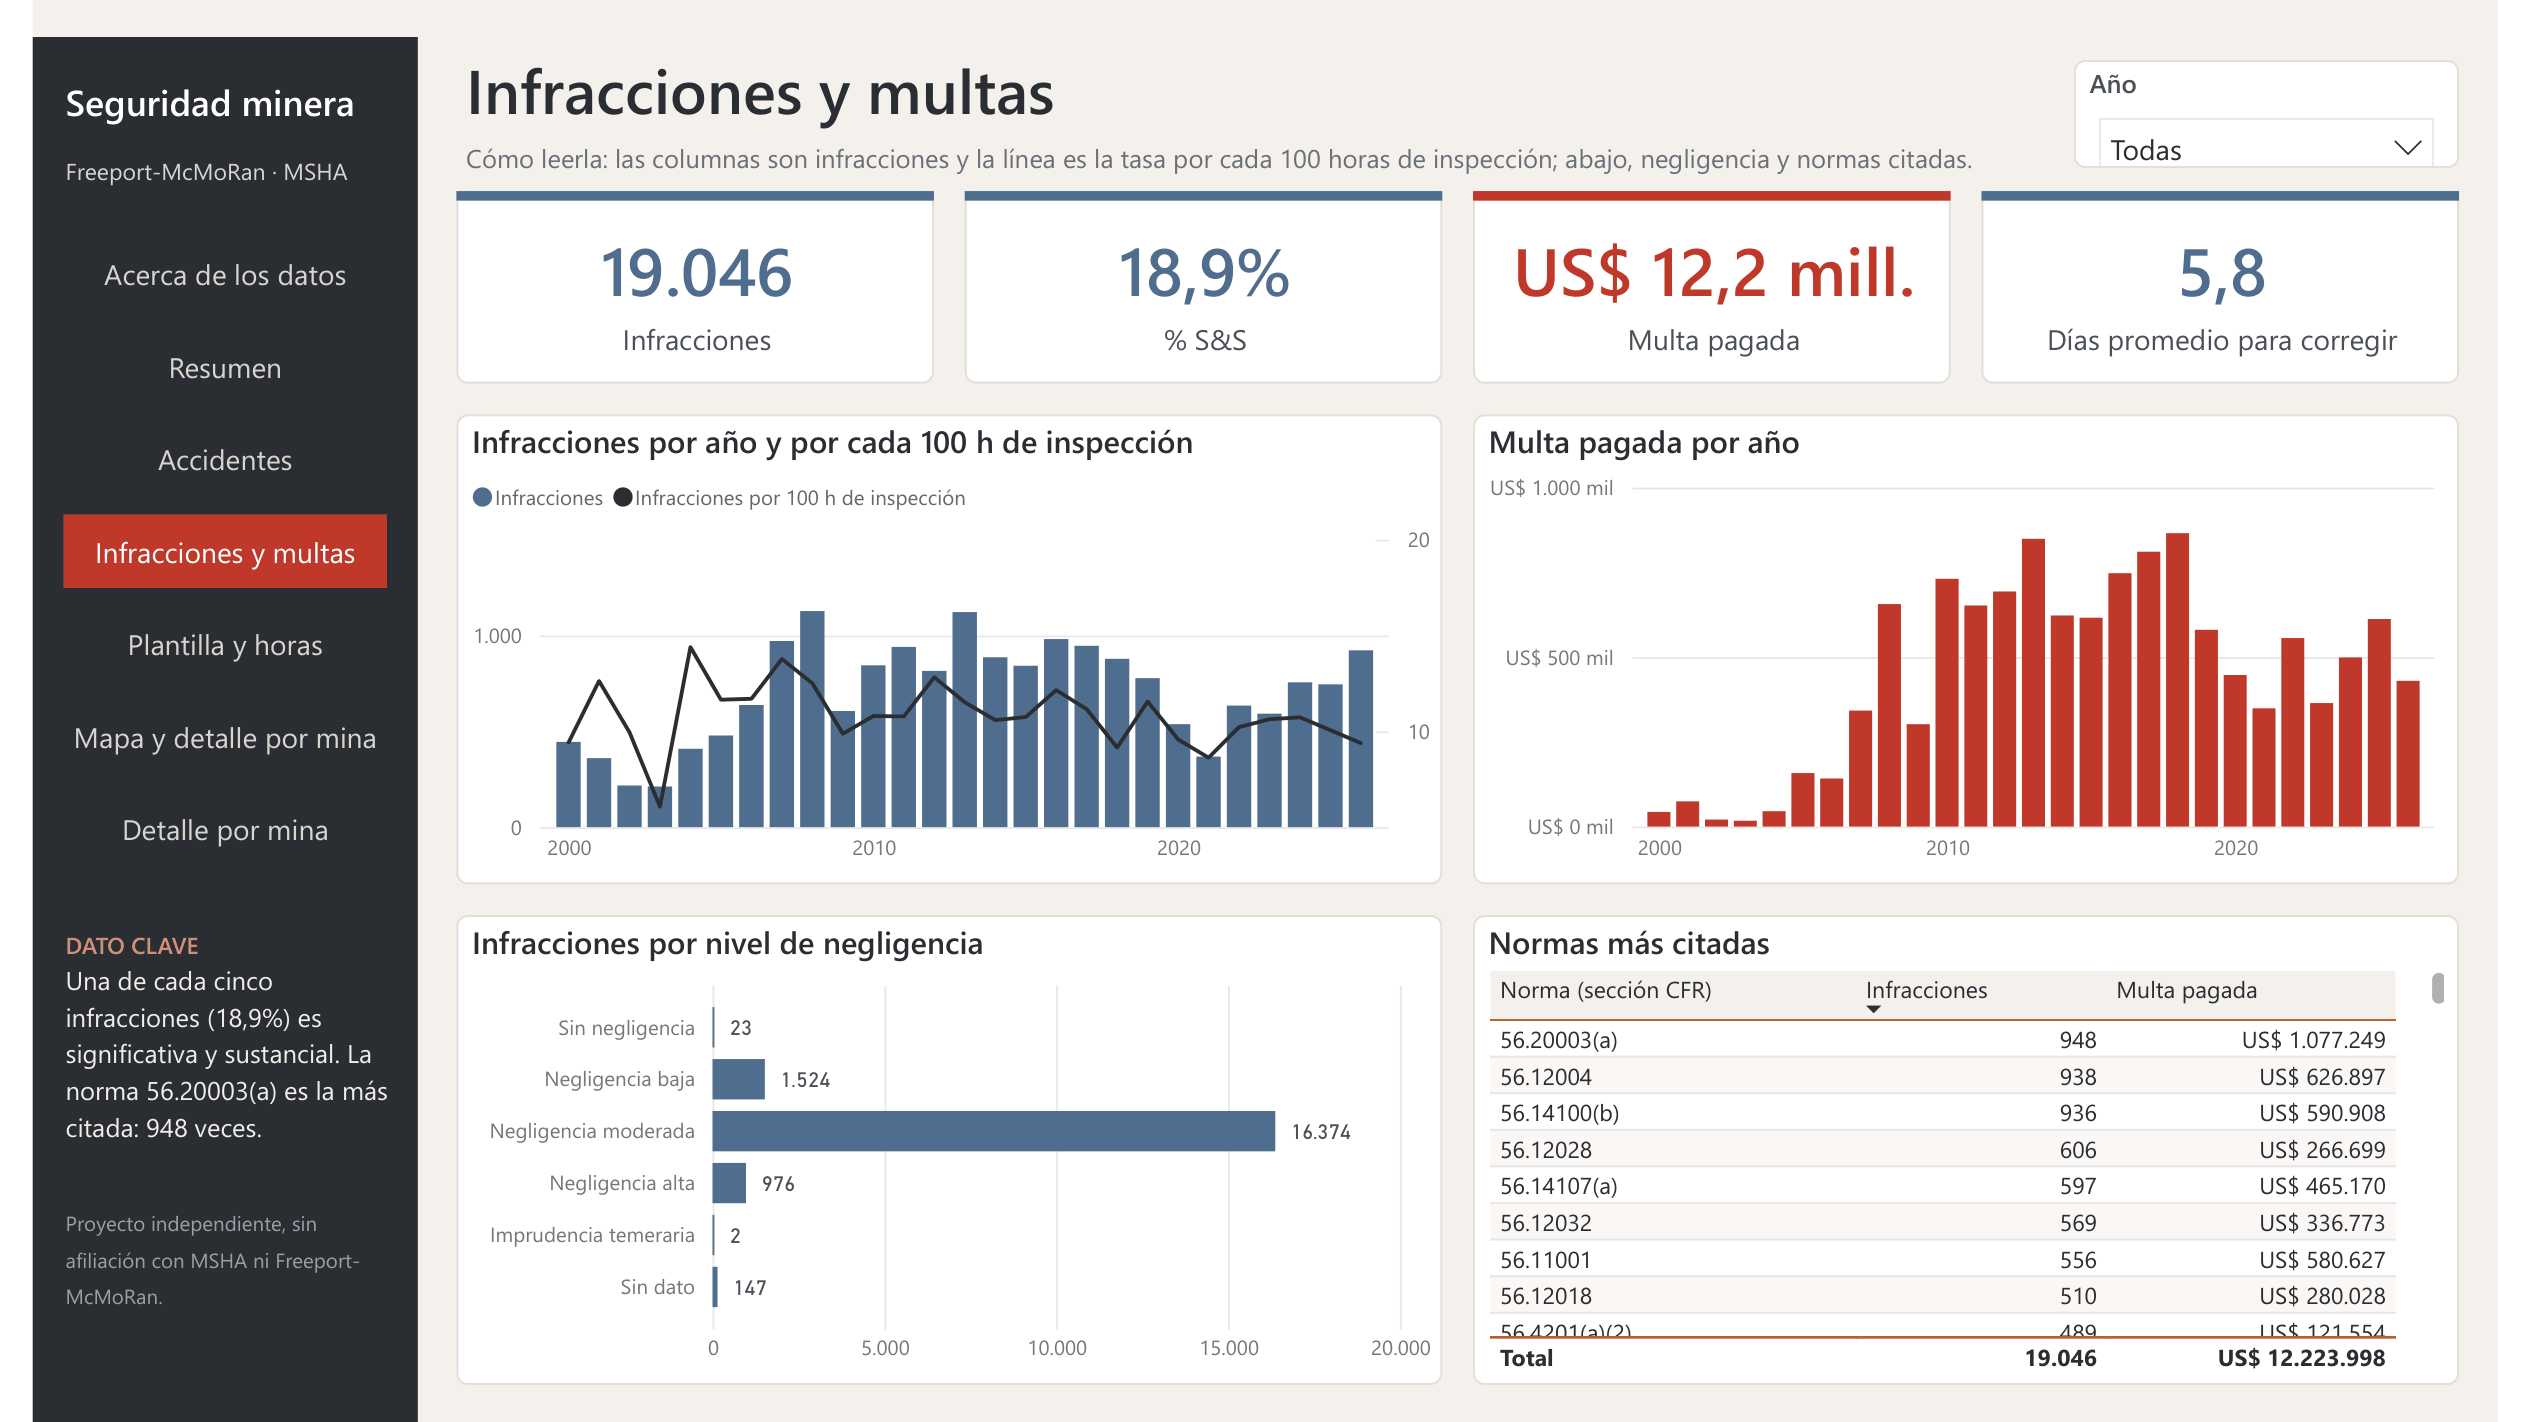 Seguridad minera
Freeport-McMoRan · MSHA
Acerca de los datos
Resumen
Accidentes
Infracciones y multas
Plantilla y horas
Mapa y detalle por mina
Detalle por mina
DATO CLAVE
Una de cada cinco
infracciones (18,9%) es
significativa y sustancial. La
norma 56.20003(a) es la más
citada: 948 veces.
Proyecto independiente, sin
afiliación con MSHA ni Freeport-
McMoRan.
Infracciones y multas
Cómo leerla: las columnas son infracciones y la línea es la tasa por cada 100 horas de inspección; abajo, negligencia y normas citadas.
Año
Todas
19.046
Infracciones
18,9%
% S&S
US$ 12,2 mill.
Multa pagada
5,8
Días promedio para corregir
Infracciones por año y por cada 100 h de inspección
Infracciones Infracciones por 100 h de inspección
20
1.000
10
0
2000 2010 2020
Multa pagada por año
US$ 1.000 mil
US$ 500 mil
US$ 0 mil
2000 2010 2020
Infracciones por nivel de negligencia
Sin negligencia 23
Negligencia baja 1.524
Negligencia moderada 16.374
Negligencia alta 976
Imprudencia temeraria 2
Sin dato 147
0 5.000 10.000 15.000 20.000
Normas más citadas
Norma (sección CFR) Infracciones Multa pagada
56.20003(a) 948 US$ 1.077.249
56.12004 938 US$ 626.897
56.14100(b) 936 US$ 590.908
56.12028 606 US$ 266.699
56.14107(a) 597 US$ 465.170
56.12032 569 US$ 336.773
56.11001 556 US$ 580.627
56.12018 510 US$ 280.028
56.4201(a)(2) 489 US$ 121.554
Total 19.046 US$ 12.223.998